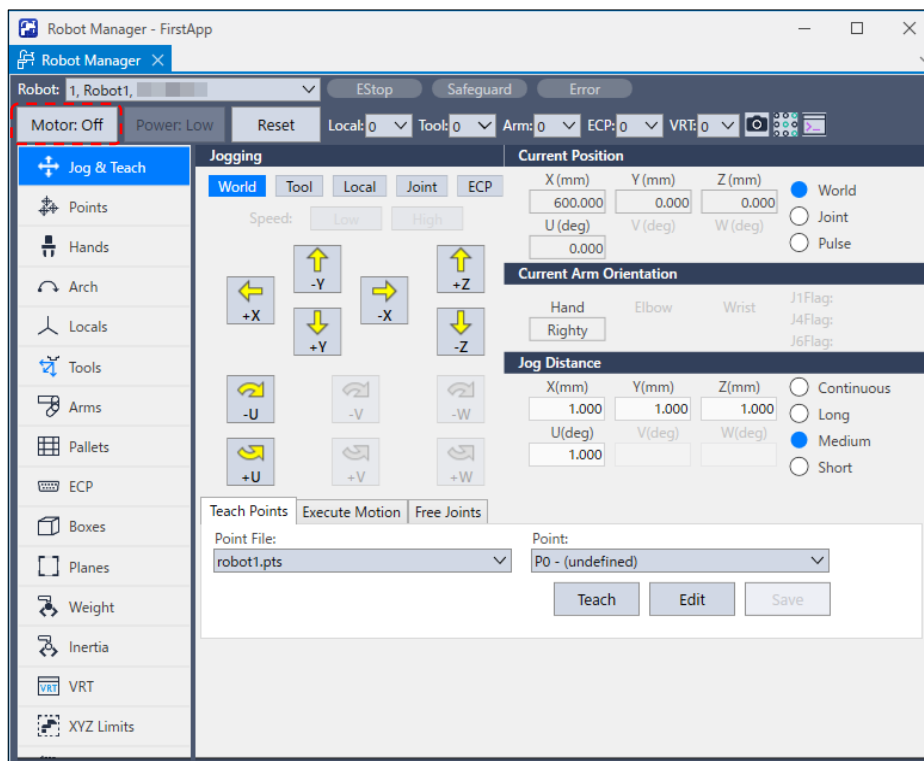 Robot Manager - FirstApp
Robot Manager
Robot: 1, Robot1, EStop Safeguard Error
Motor: Off Power: Low Reset Local: 0 Tool: 0 Arm: 0 ECP: 0 VRT: 0
Jog & Teach
Points
Hands
Arch
Locals
Tools
Arms
Pallets
ECP
Boxes
Planes
Weight
Inertia
VRT VRT
XYZ Limits
Jogging
World Tool Local Joint ECP
Speed: Low High
-Y +Z
+X -X
+Y -Z
-U -V -W
+U +V +W
Current Position
X (mm) Y (mm) Z (mm)
600.000 0.000 0.000
U (deg) V (deg) W (deg)
0.000
World
Joint
Pulse
Current Arm Orientation
Hand Elbow Wrist
Righty
J1Flag:
J4Flag:
J6Flag:
Jog Distance
X(mm) Y(mm) Z(mm)
1.000 1.000 1.000
U(deg) V(deg) W(deg)
1.000
Continuous
Long
Medium
Short
Teach Points Execute Motion Free Joints
Point File: Point:
robot1.pts P0 - (undefined)
Teach Edit Save